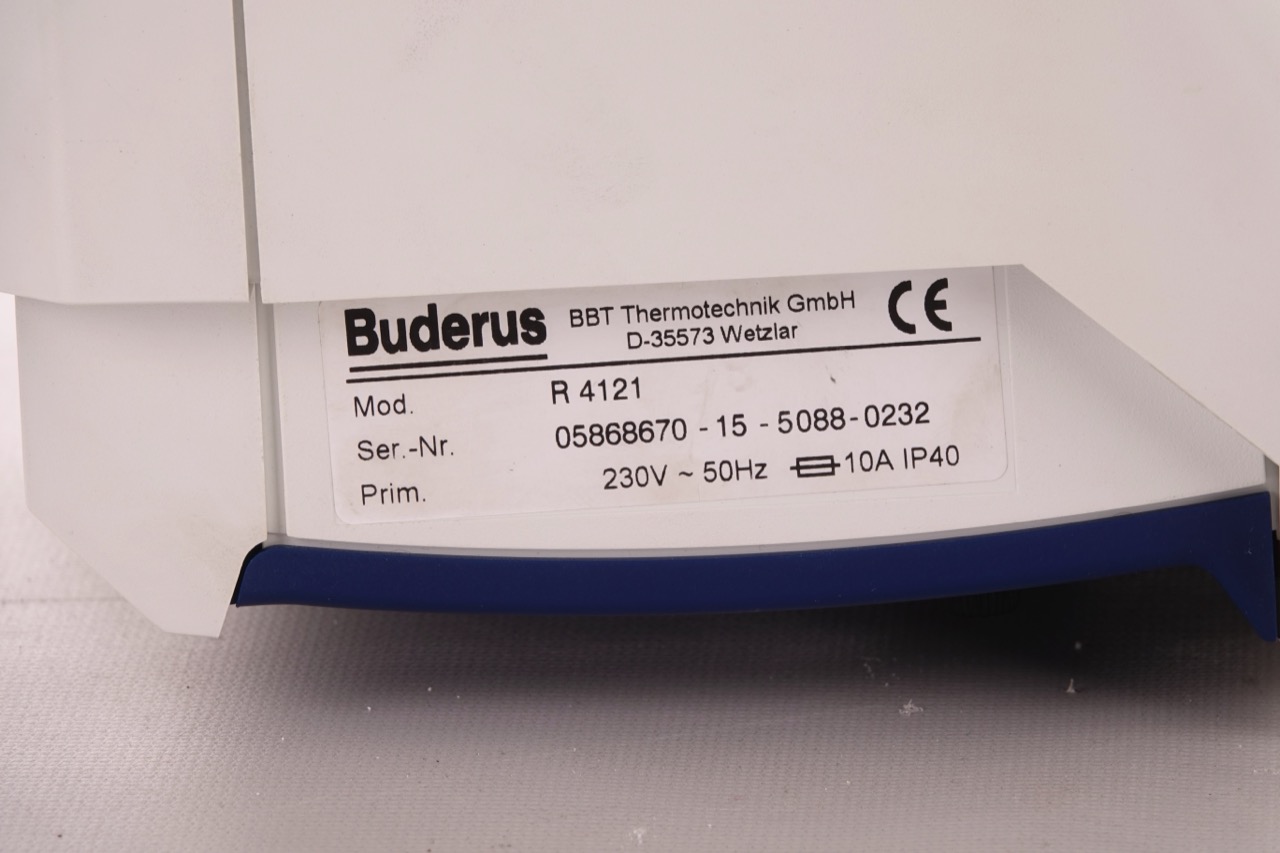 Buderus BBT Thermotechnik GmbH CE
D-35573 Wetzlar
Mod. R 4121
Ser.-Nr. 05868670 - 15 - 5088 - 0232
Prim. 230V ~ 50Hz 10A IP40